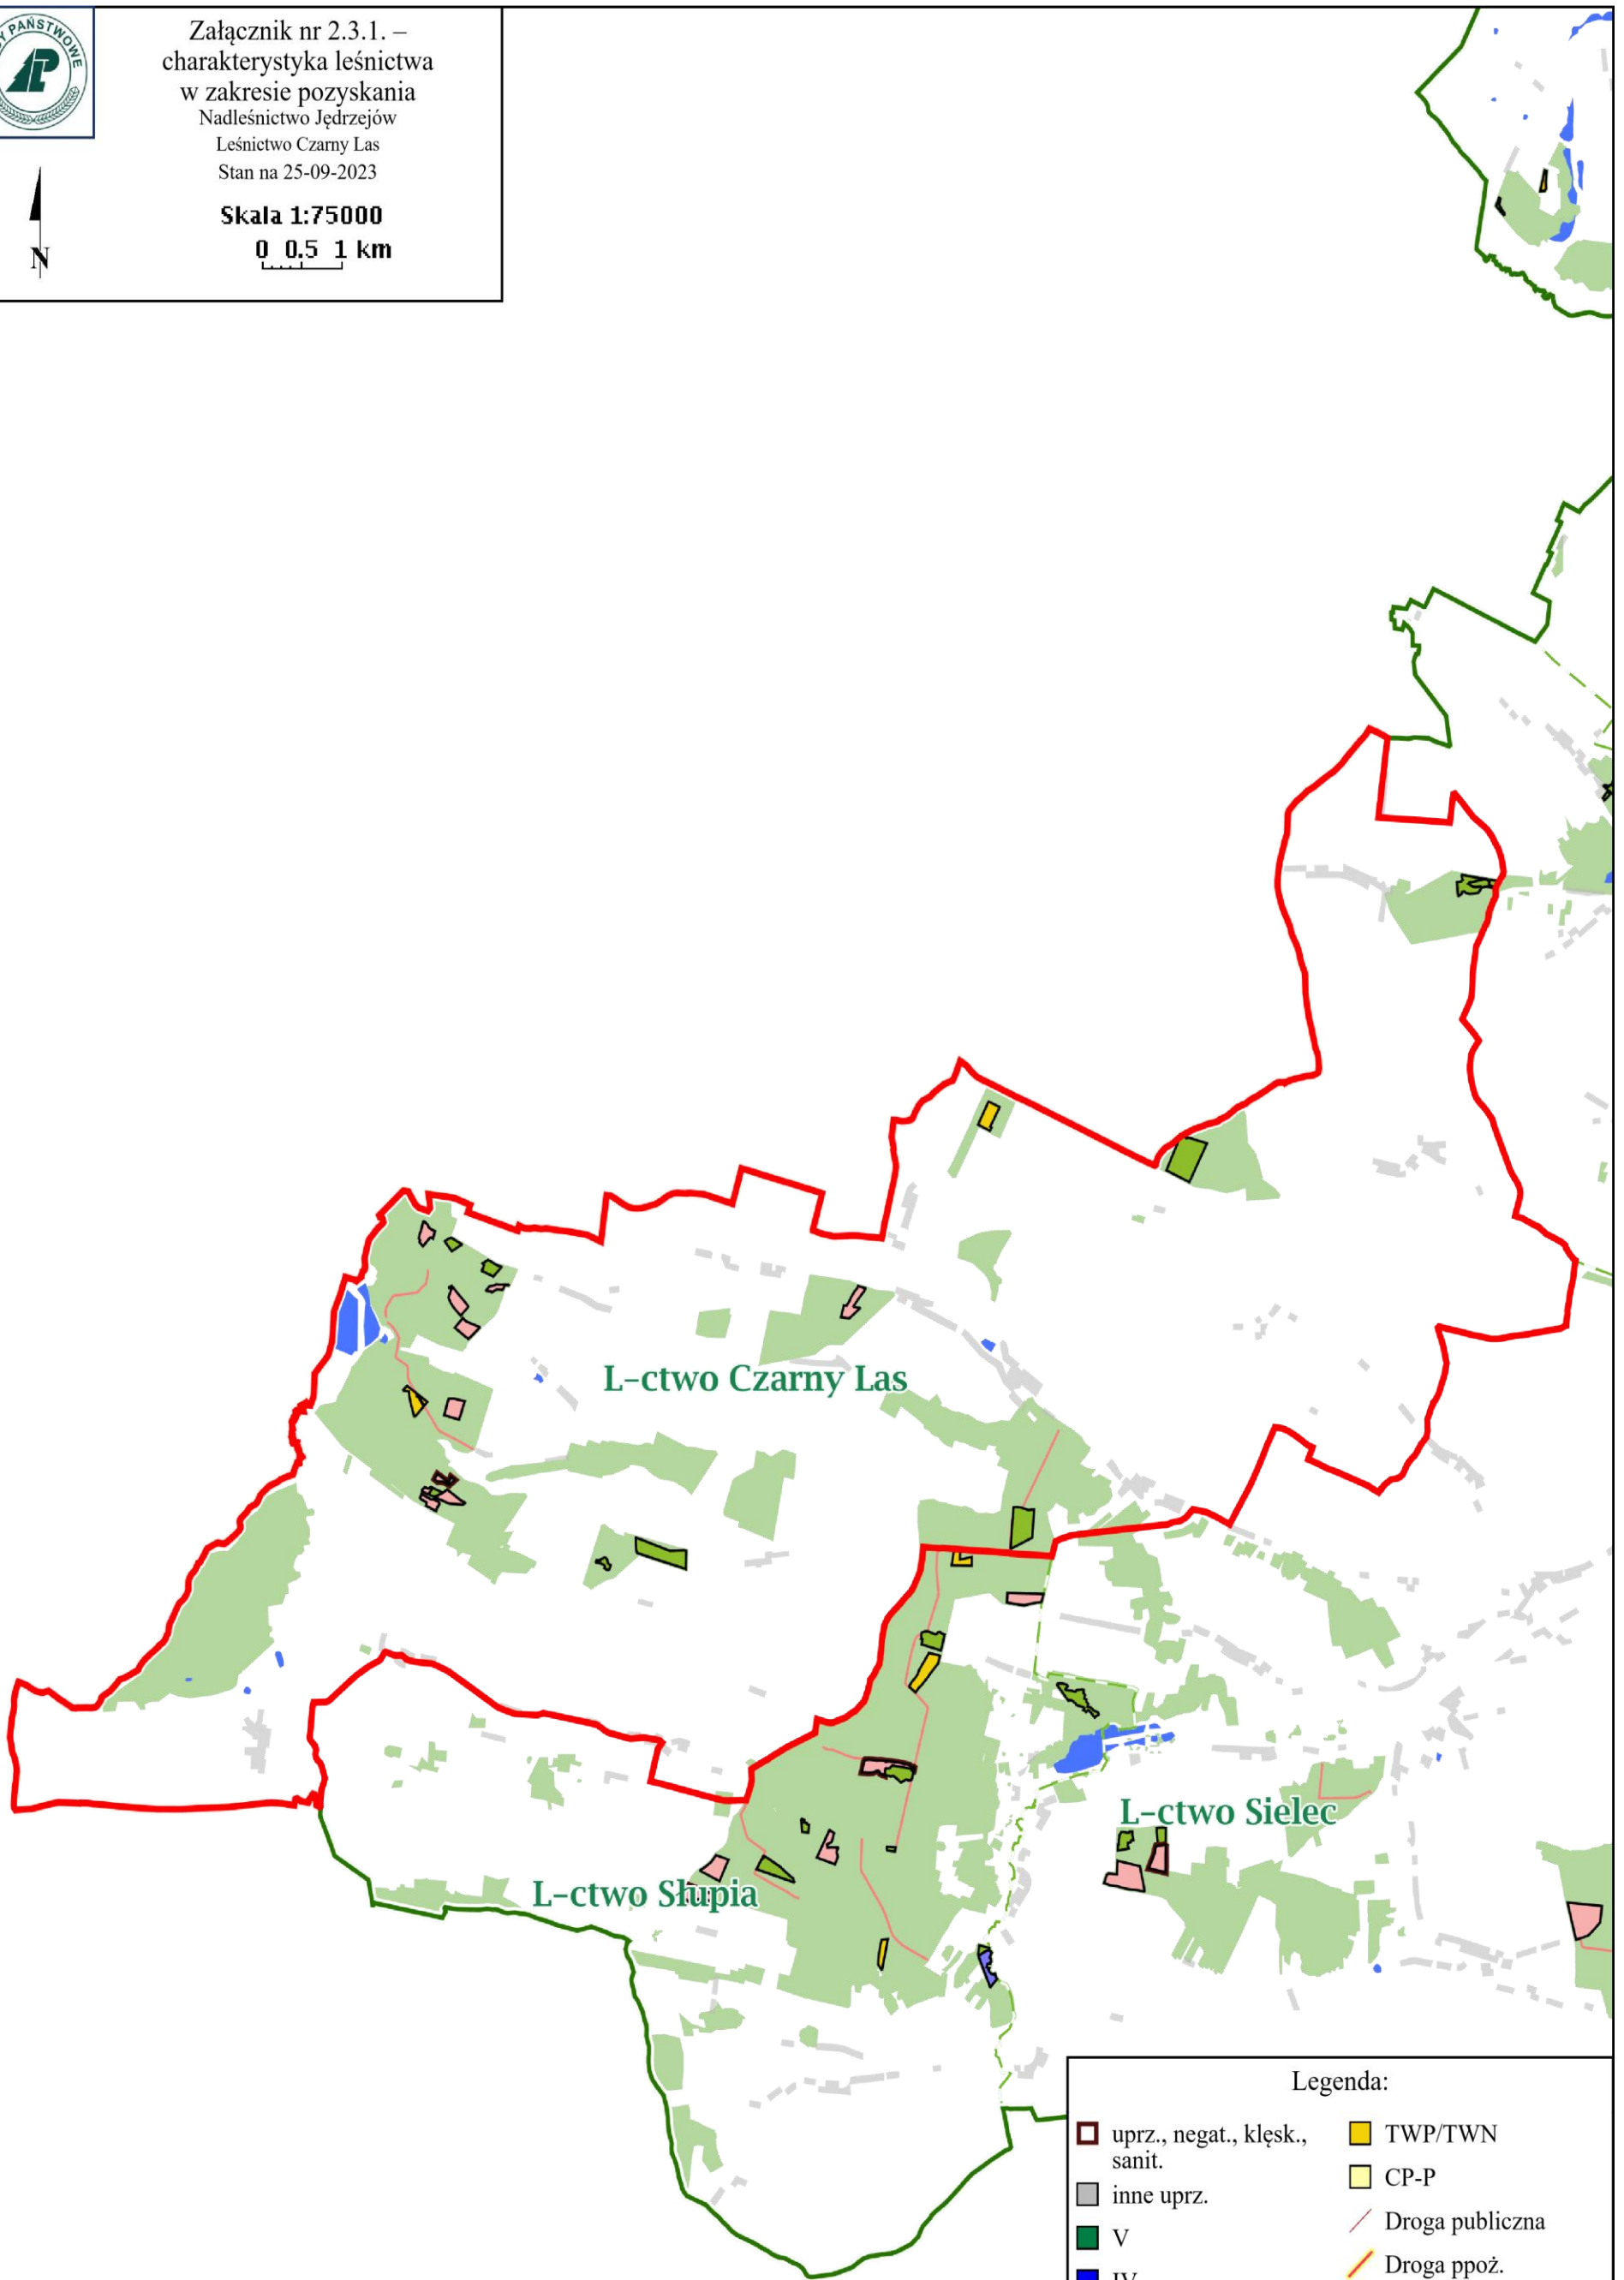 Y PAŃSTWOWE
Załącznik nr 2.3.1. –
charakterystyka leśnictwa
w zakresie pozyskania
Nadleśnictwo Jędrzejów
Leśnictwo Czarny Las
Stan na 25-09-2023
Skala 1:75000
0 0.5 1 km
N
L-ctwo Czarny Las
L-ctwo Sielec
L-ctwo Słupia
Legenda:
uprz., negat., klęsk.,
sanit.
inne uprz.
V
IV
TWP/TWN
CP-P
Droga publiczna
Droga ppoż.